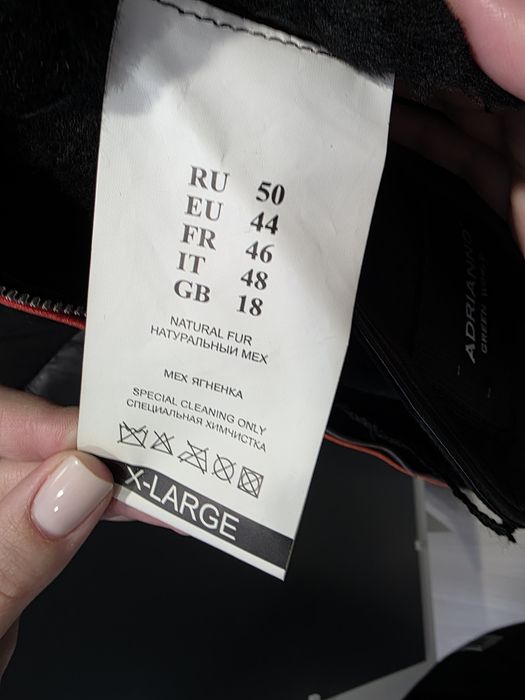 RU 50
EU 44
FR 46
IT 48
GB 18
NATURAL FUR
НАТУРАЛЬНЫЙ МЕХ
МЕХ ЯГНЕНКА
SPECIAL CLEANING ONLY
СПЕЦИАЛЬНАЯ ХИМЧИСТКА
X-LARGE
ADRIANNO
GREEN